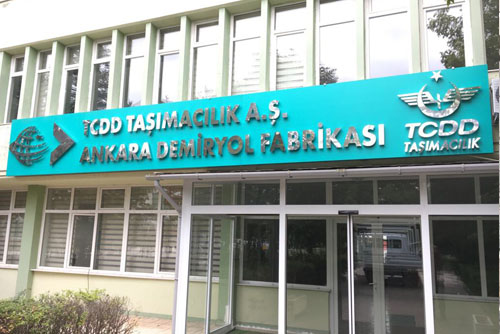 TCDD TAŞIMACILIK A.Ş.
ANKARA DEMİRYOL FABRİKASI
TCDD
TAŞIMACILIK